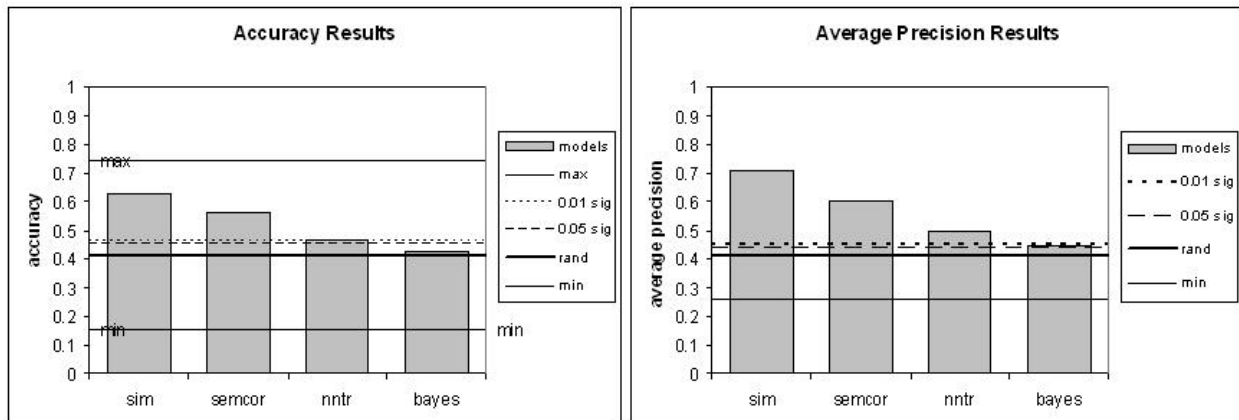 Accuracy Results
accuracy
1
0.9
0.8
0.7
0.6
0.5
0.4
0.3
0.2
0.1
0
max
min
min
sim semcor nntr bayes
models
max
0.01 sig
0.05 sig
rand
min
Average Precision Results
average precision
1
0.9
0.8
0.7
0.6
0.5
0.4
0.3
0.2
0.1
0
sim semcor nntr bayes
models
0.01 sig
0.05 sig
rand
min